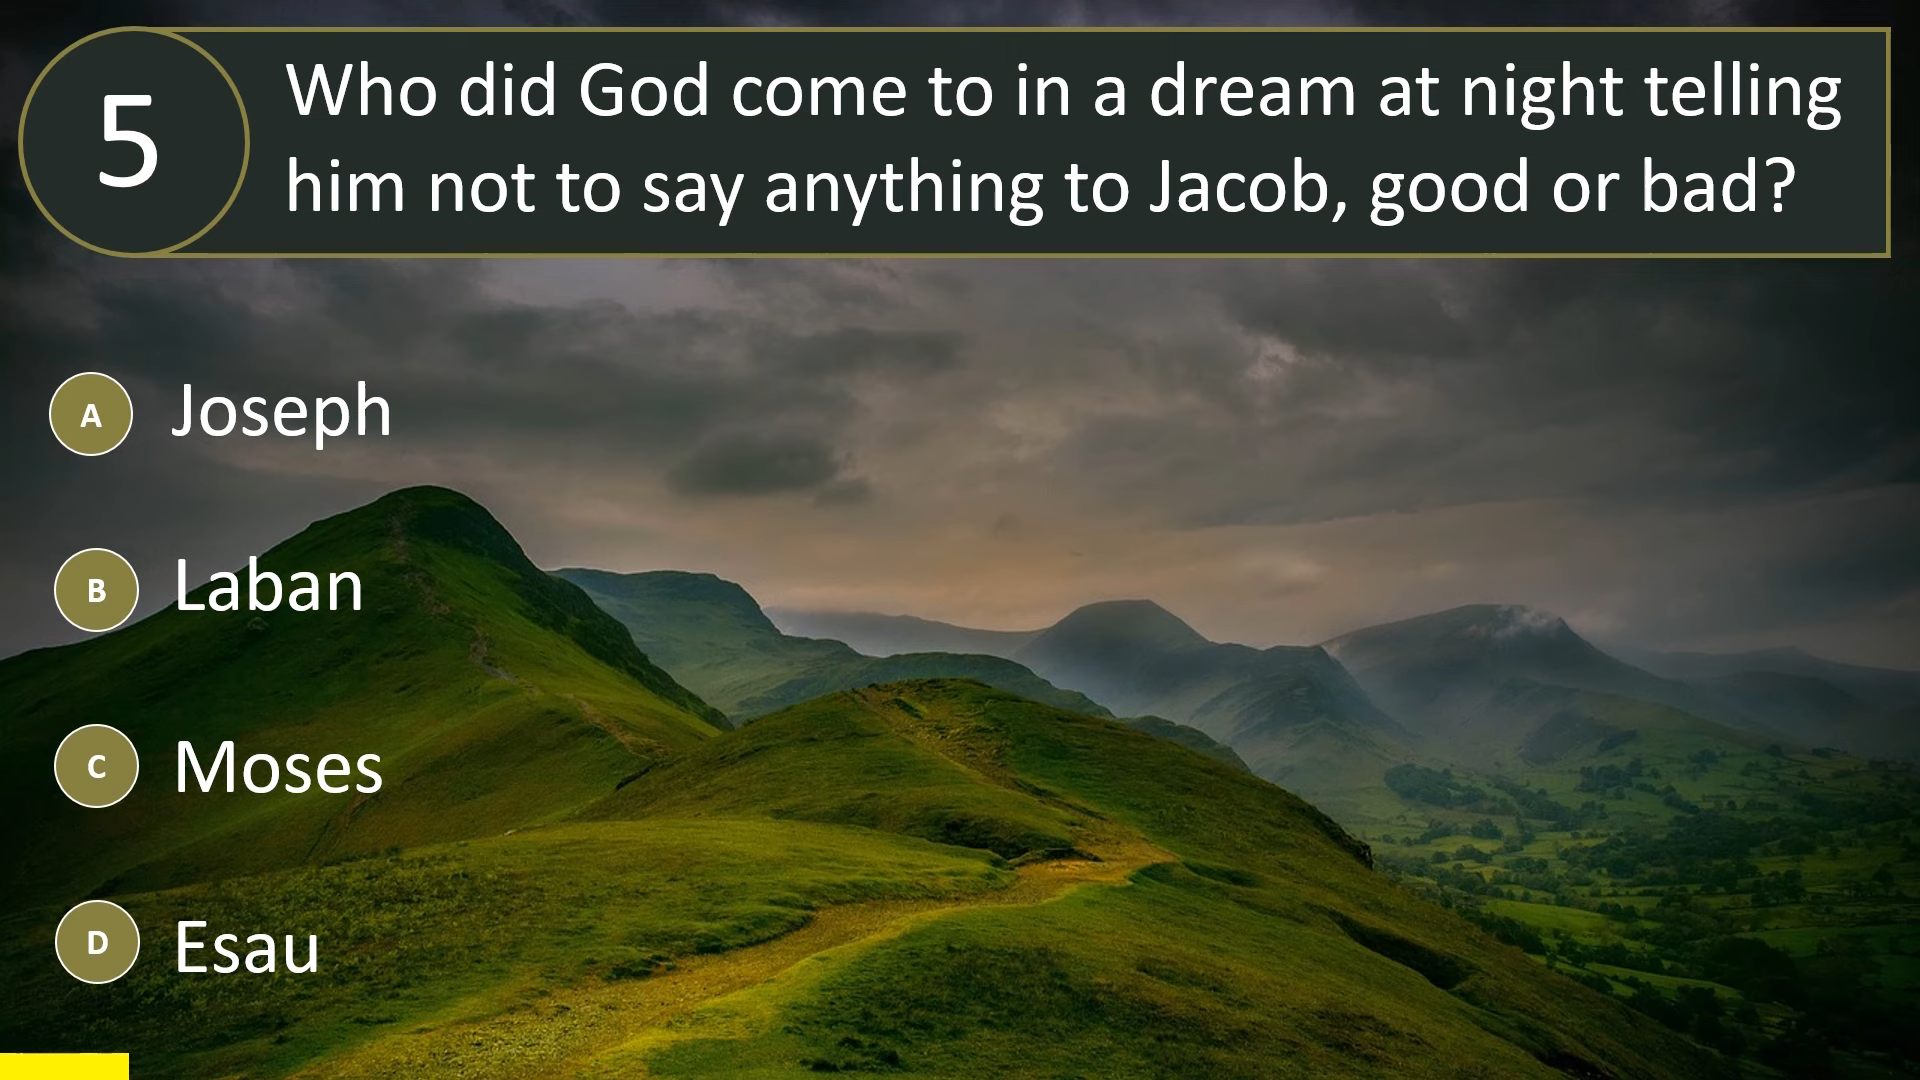 5
Who did God come to in a dream at night telling
him not to say anything to Jacob, good or bad?
A Joseph
B Laban
C Moses
D Esau